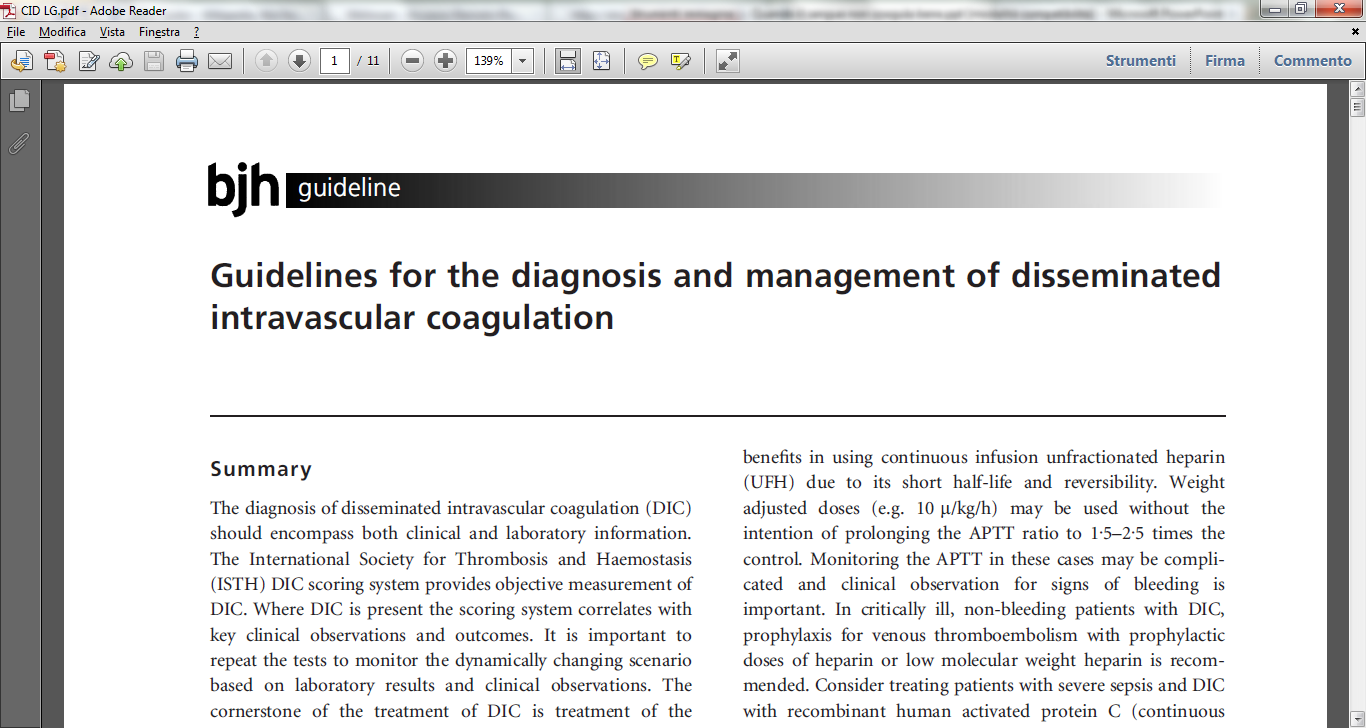 CID LG.pdf - Adobe Reader
File Modifica Vista Finestra ?
1 / 11 139% Strumenti Firma Commento
bjh guideline
Guidelines for the diagnosis and management of disseminated
intravascular coagulation
Summary
The diagnosis of disseminated intravascular coagulation (DIC)
should encompass both clinical and laboratory information.
The International Society for Thrombosis and Haemostasis
(ISTH) DIC scoring system provides objective measurement of
DIC. Where DIC is present the scoring system correlates with
key clinical observations and outcomes. It is important to
repeat the tests to monitor the dynamically changing scenario
based on laboratory results and clinical observations. The
cornerstone of the treatment of DIC is treatment of the
benefits in using continuous infusion unfractionated heparin
(UFH) due to its short half-life and reversibility. Weight
adjusted doses (e.g. 10 μ/kg/h) may be used without the
intention of prolonging the APTT ratio to 1·5–2·5 times the
control. Monitoring the APTT in these cases may be compli-
cated and clinical observation for signs of bleeding is
important. In critically ill, non-bleeding patients with DIC,
prophylaxis for venous thromboembolism with prophylactic
doses of heparin or low molecular weight heparin is recom-
mended. Consider treating patients with severe sepsis and DIC
with recombinant human activated protein C (continuous